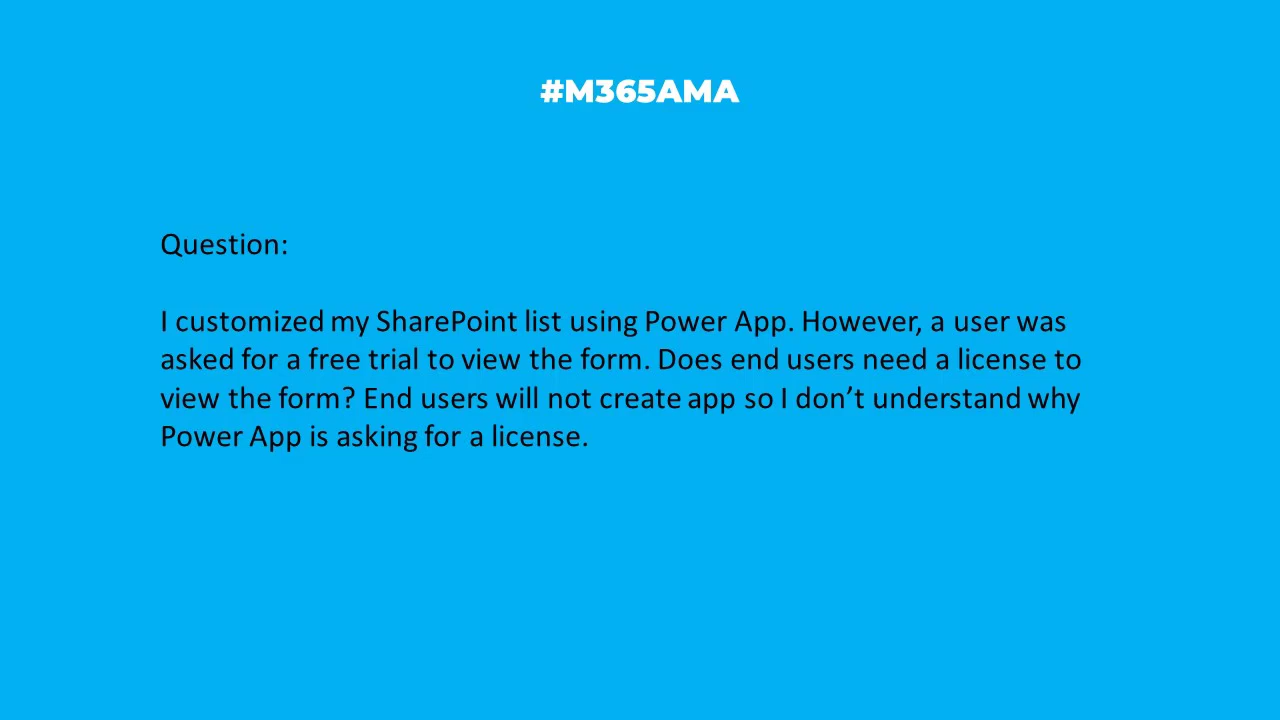 #M365AMA
Question:
I customized my SharePoint list using Power App. However, a user was
asked for a free trial to view the form. Does end users need a license to
view the form? End users will not create app so I don’t understand why
Power App is asking for a license.